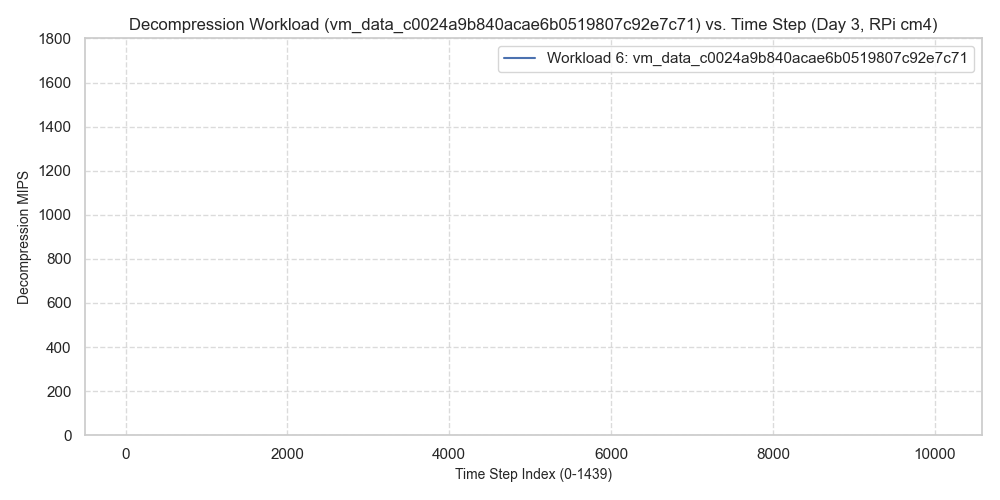 Decompression Workload (vm_data_c0024a9b840acae6b0519807c92e7c71) vs. Time Step (Day 3, RPi cm4)
Workload 6: vm_data_c0024a9b840acae6b0519807c92e7c71
Decompression MIPS
1800
1600
1400
1200
1000
800
600
400
200
0
0 2000 4000 6000 8000 10000
Time Step Index (0-1439)